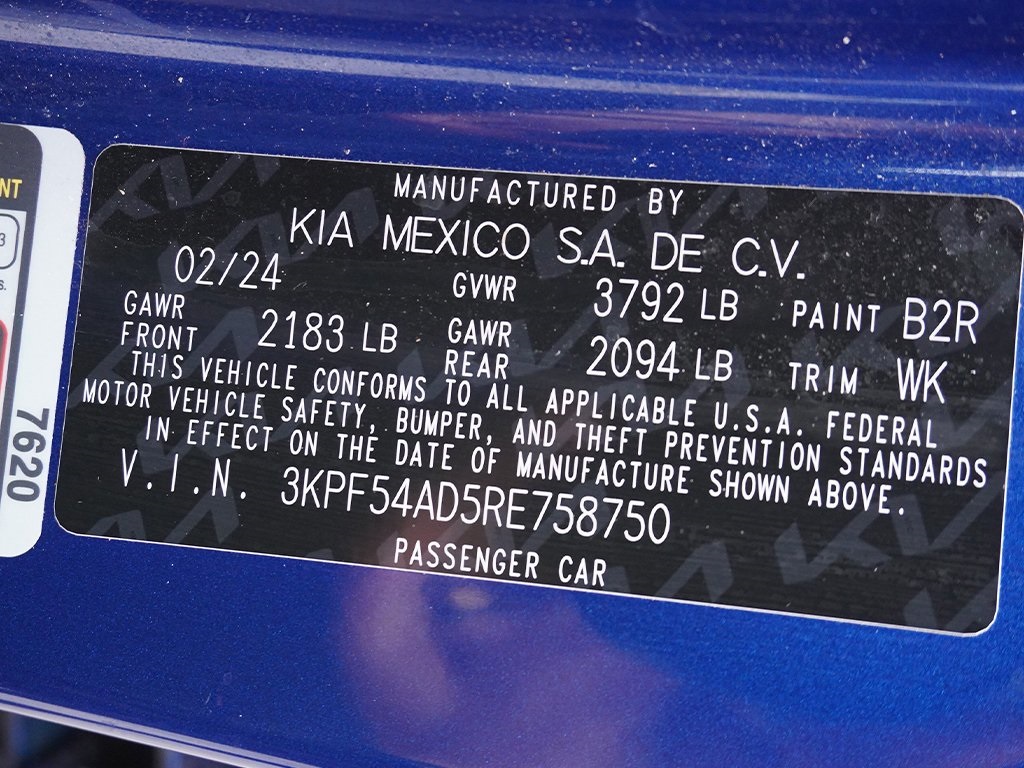 MANUFACTURED BY
KIA MEXICO S.A. DE C.V.
02/24 GVWR 3792 LB PAINT B2R
GAWR FRONT 2183 LB GAWR REAR 2094 LB TRIM WK
THIS VEHICLE CONFORMS TO ALL APPLICABLE U.S.A. FEDERAL
MOTOR VEHICLE SAFETY, BUMPER, AND THEFT PREVENTION STANDARDS
IN EFFECT ON THE DATE OF MANUFACTURE SHOWN ABOVE.
V.I.N. 3KPF54AD5RE758750
PASSENGER CAR
7620